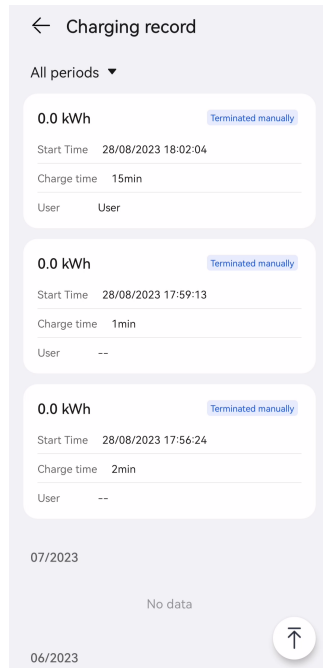 Charging record
All periods
0.0 kWh Terminated manually
Start Time 28/08/2023 18:02:04
Charge time 15min
User User
0.0 kWh Terminated manually
Start Time 28/08/2023 17:59:13
Charge time 1min
User --
0.0 kWh Terminated manually
Start Time 28/08/2023 17:56:24
Charge time 2min
User --
07/2023
No data
06/2023